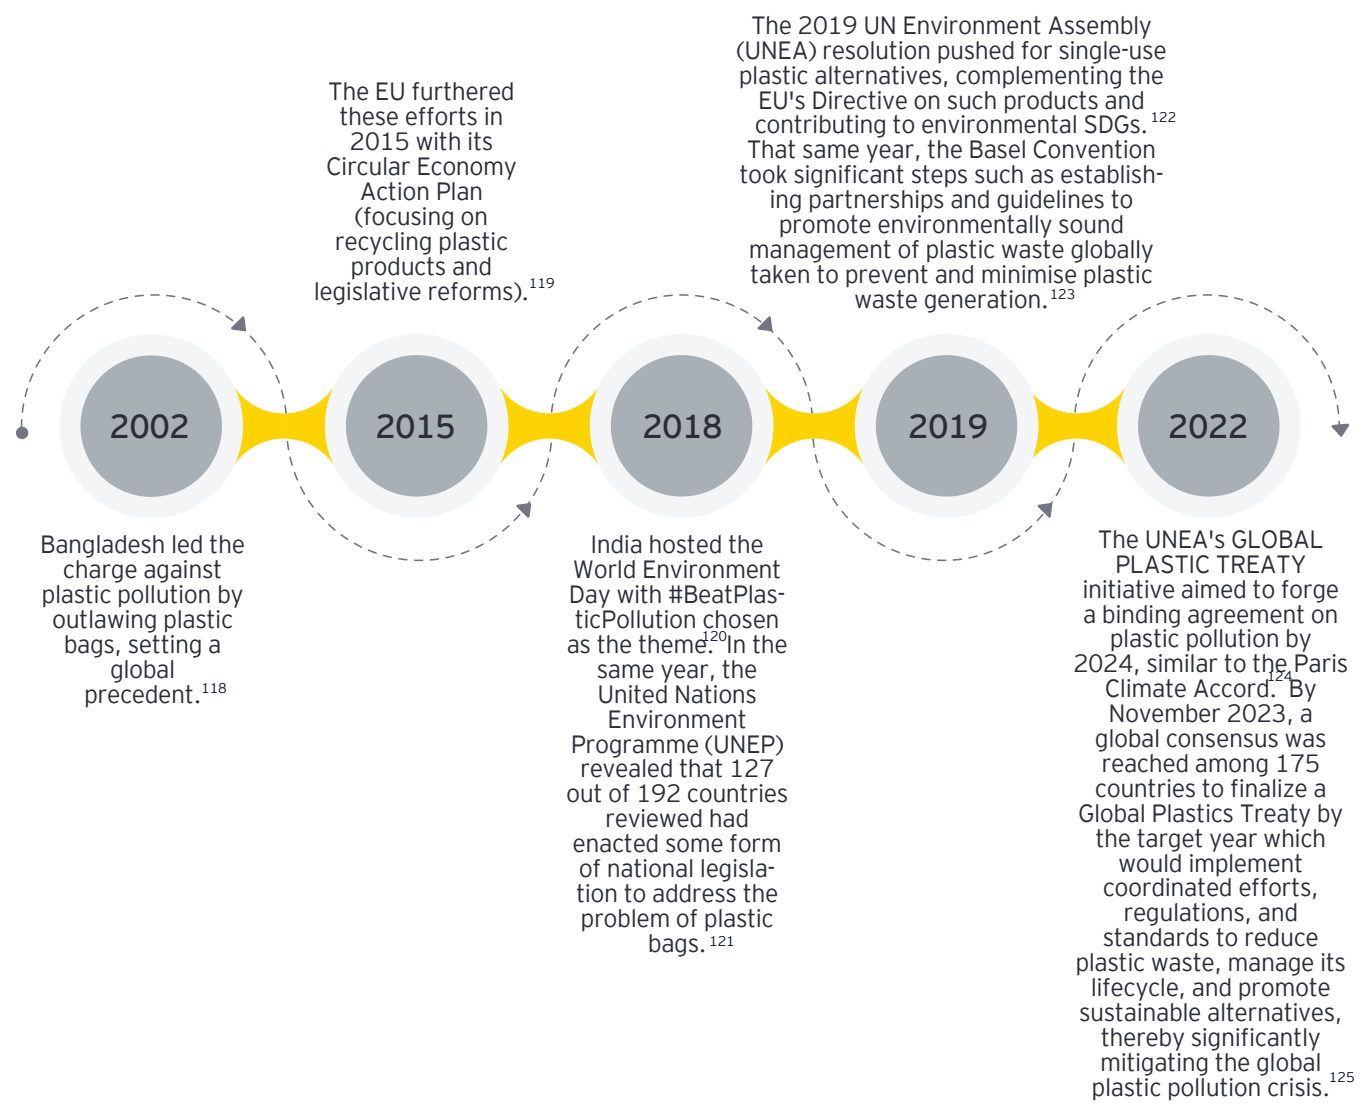 The 2019 UN Environment Assembly
(UNEA) resolution pushed for single-use
plastic alternatives, complementing the
EU's Directive on such products and
contributing to environmental SDGs. 122
That same year, the Basel Convention
took significant steps such as establish-
ing partnerships and guidelines to
promote environmentally sound
management of plastic waste globally
taken to prevent and minimise plastic
waste generation. 123
The EU furthered
these efforts in
2015 with its
Circular Economy
Action Plan
(focusing on
recycling plastic
products and
legislative reforms). 119
2002
2015
2018
2019
2022
Bangladesh led the
charge against
plastic pollution by
outlawing plastic
bags, setting a
global
precedent. 118
India hosted the
World Environment
Day with #BeatPlas-
ticPollution chosen
as the theme. 120 In the
same year, the
United Nations
Environment
Programme (UNEP)
revealed that 127
out of 192 countries
reviewed had
enacted some form
of national legisla-
tion to address the
problem of plastic
bags. 121
The UNEA's GLOBAL
PLASTIC TREATY
initiative aimed to forge
a binding agreement on
plastic pollution by
2024, similar to the Paris
Climate Accord. 124 By
November 2023, a
global consensus was
reached among 175
countries to finalize a
Global Plastics Treaty by
the target year which
would implement
coordinated efforts,
regulations, and
standards to reduce
plastic waste, manage its
lifecycle, and promote
sustainable alternatives,
thereby significantly
mitigating the global
plastic pollution crisis. 125